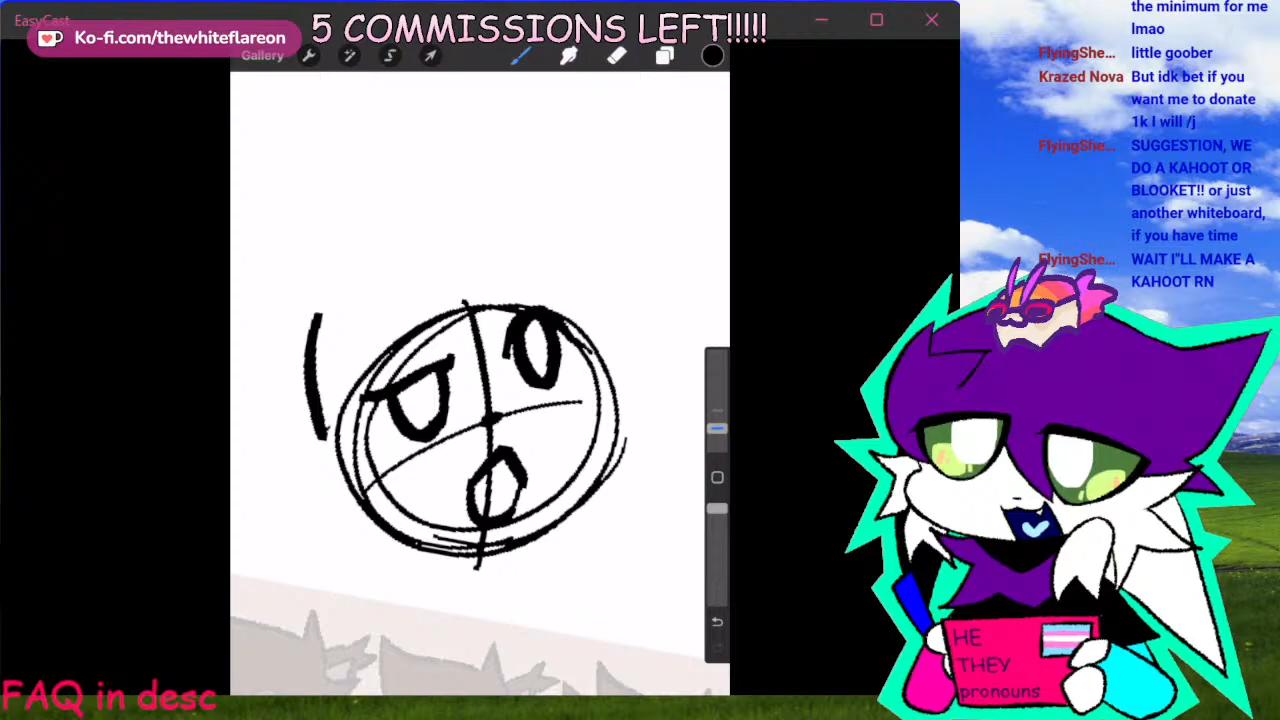 EasyCast
Ko-fi.com/thewhiteflareon
5 COMMISSIONS LEFT!!!!!
Gallery
the minimum for me
lmao
FlyingShe... little goober
Krazed Nova But idk bet if you
want me to donate
1k I will /j
FlyingShe... SUGGESTION, WE
DO A KAHOOT OR
BLOOKET!! or just
another whiteboard,
if you have time
FlyingShe... WAIT I"LL MAKE A
KAHOOT RN
HE
THEY
pronouns
FAQ in desc